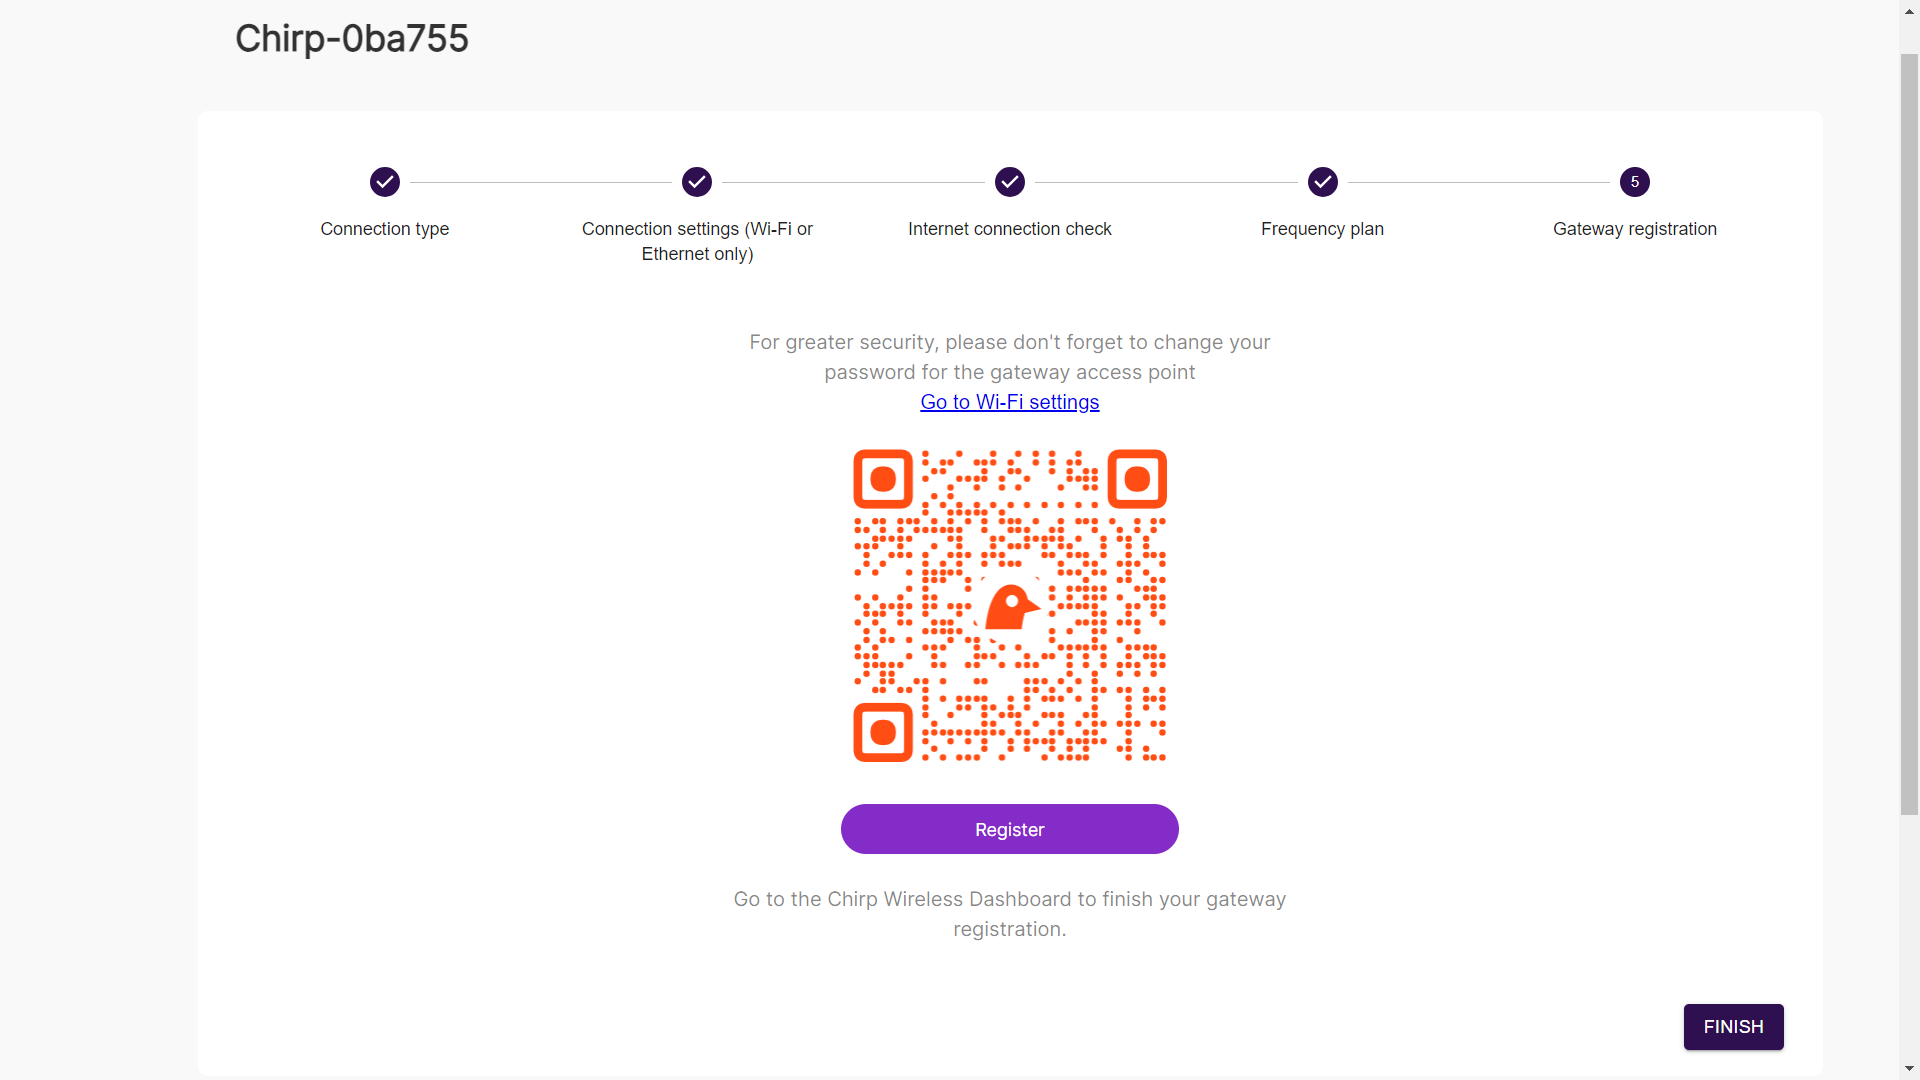 Chirp-0ba755
5
Connection type
Connection settings (Wi-Fi or
Ethernet only)
Internet connection check
Frequency plan
Gateway registration
For greater security, please don't forget to change your
password for the gateway access point
Go to Wi-Fi settings
Register
Go to the Chirp Wireless Dashboard to finish your gateway
registration.
FINISH